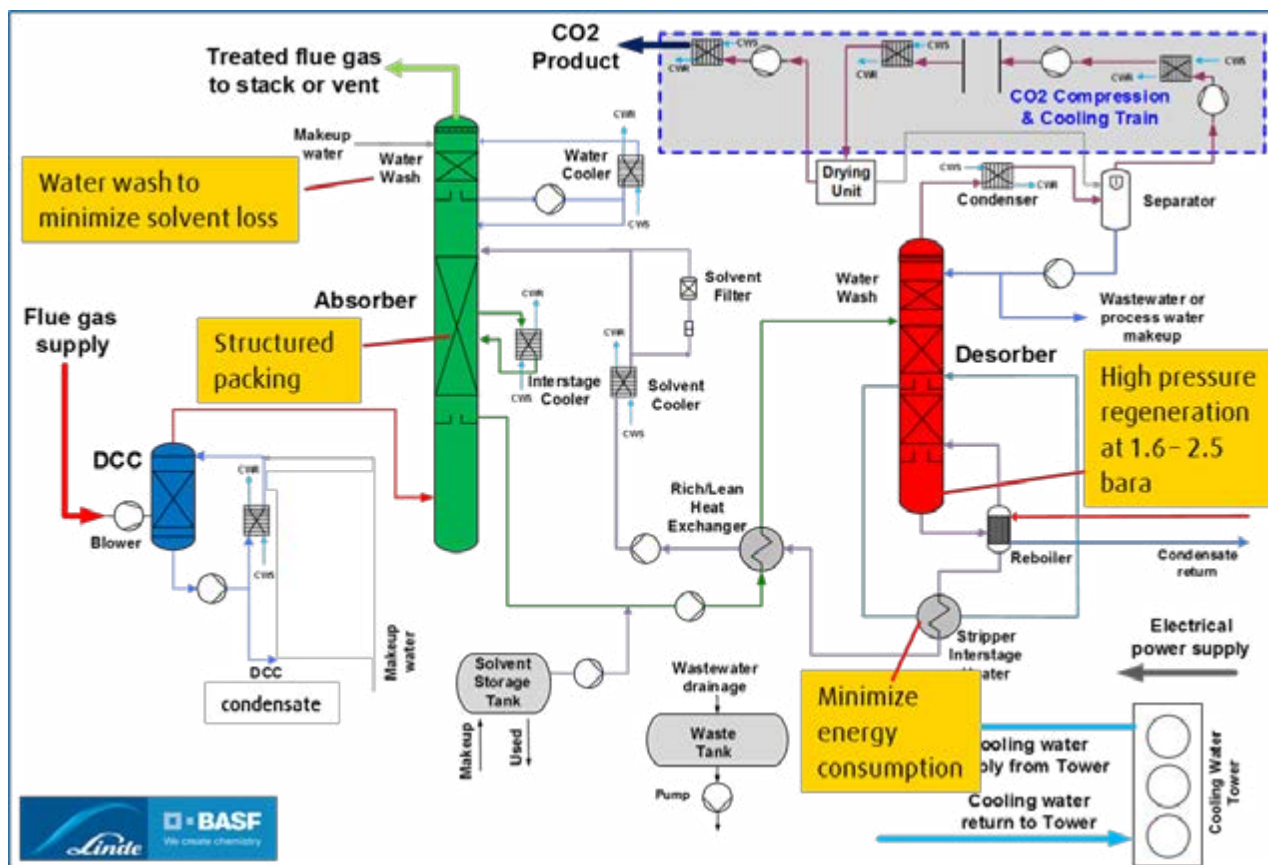 CO2
Product
CWS
CWR
CWS
CWR
CWS
CWR
CO2 Compression
& Cooling Train
Treated flue gas
to stack or vent
Makeup
water
Water
Wash
CWR
Water
Cooler
CWS
Drying
Unit
CWS
CWR
Condenser
Separator
Water wash to
minimize solvent loss
Absorber
Solvent
Filter
Water
Wash
Wastewater or
process water
makeup
Flue gas
supply
Structured
packing
CWR
CWS
Interstage
Cooler
CWR
Solvent
Cooler
CWS
Desorber
High pressure
regeneration
at 1.6 – 2.5
bara
DCC
Blower
CWR
CWS
Rich/Lean
Heat
Exchanger
Reboiler
Condensate
return
Makeup
water
DCC
condensate
Solvent
Storage
Tank
Makeup
Used
Wastewater
drainage
Waste
Tank
Pump
Stripper
Interstage
Minimize
energy
consumption
Electrical
power supply
ooling water
ply from Tower
Cooling water
return to Tower
Cooling Water
Tower
Linde
BASF
We create chemistry